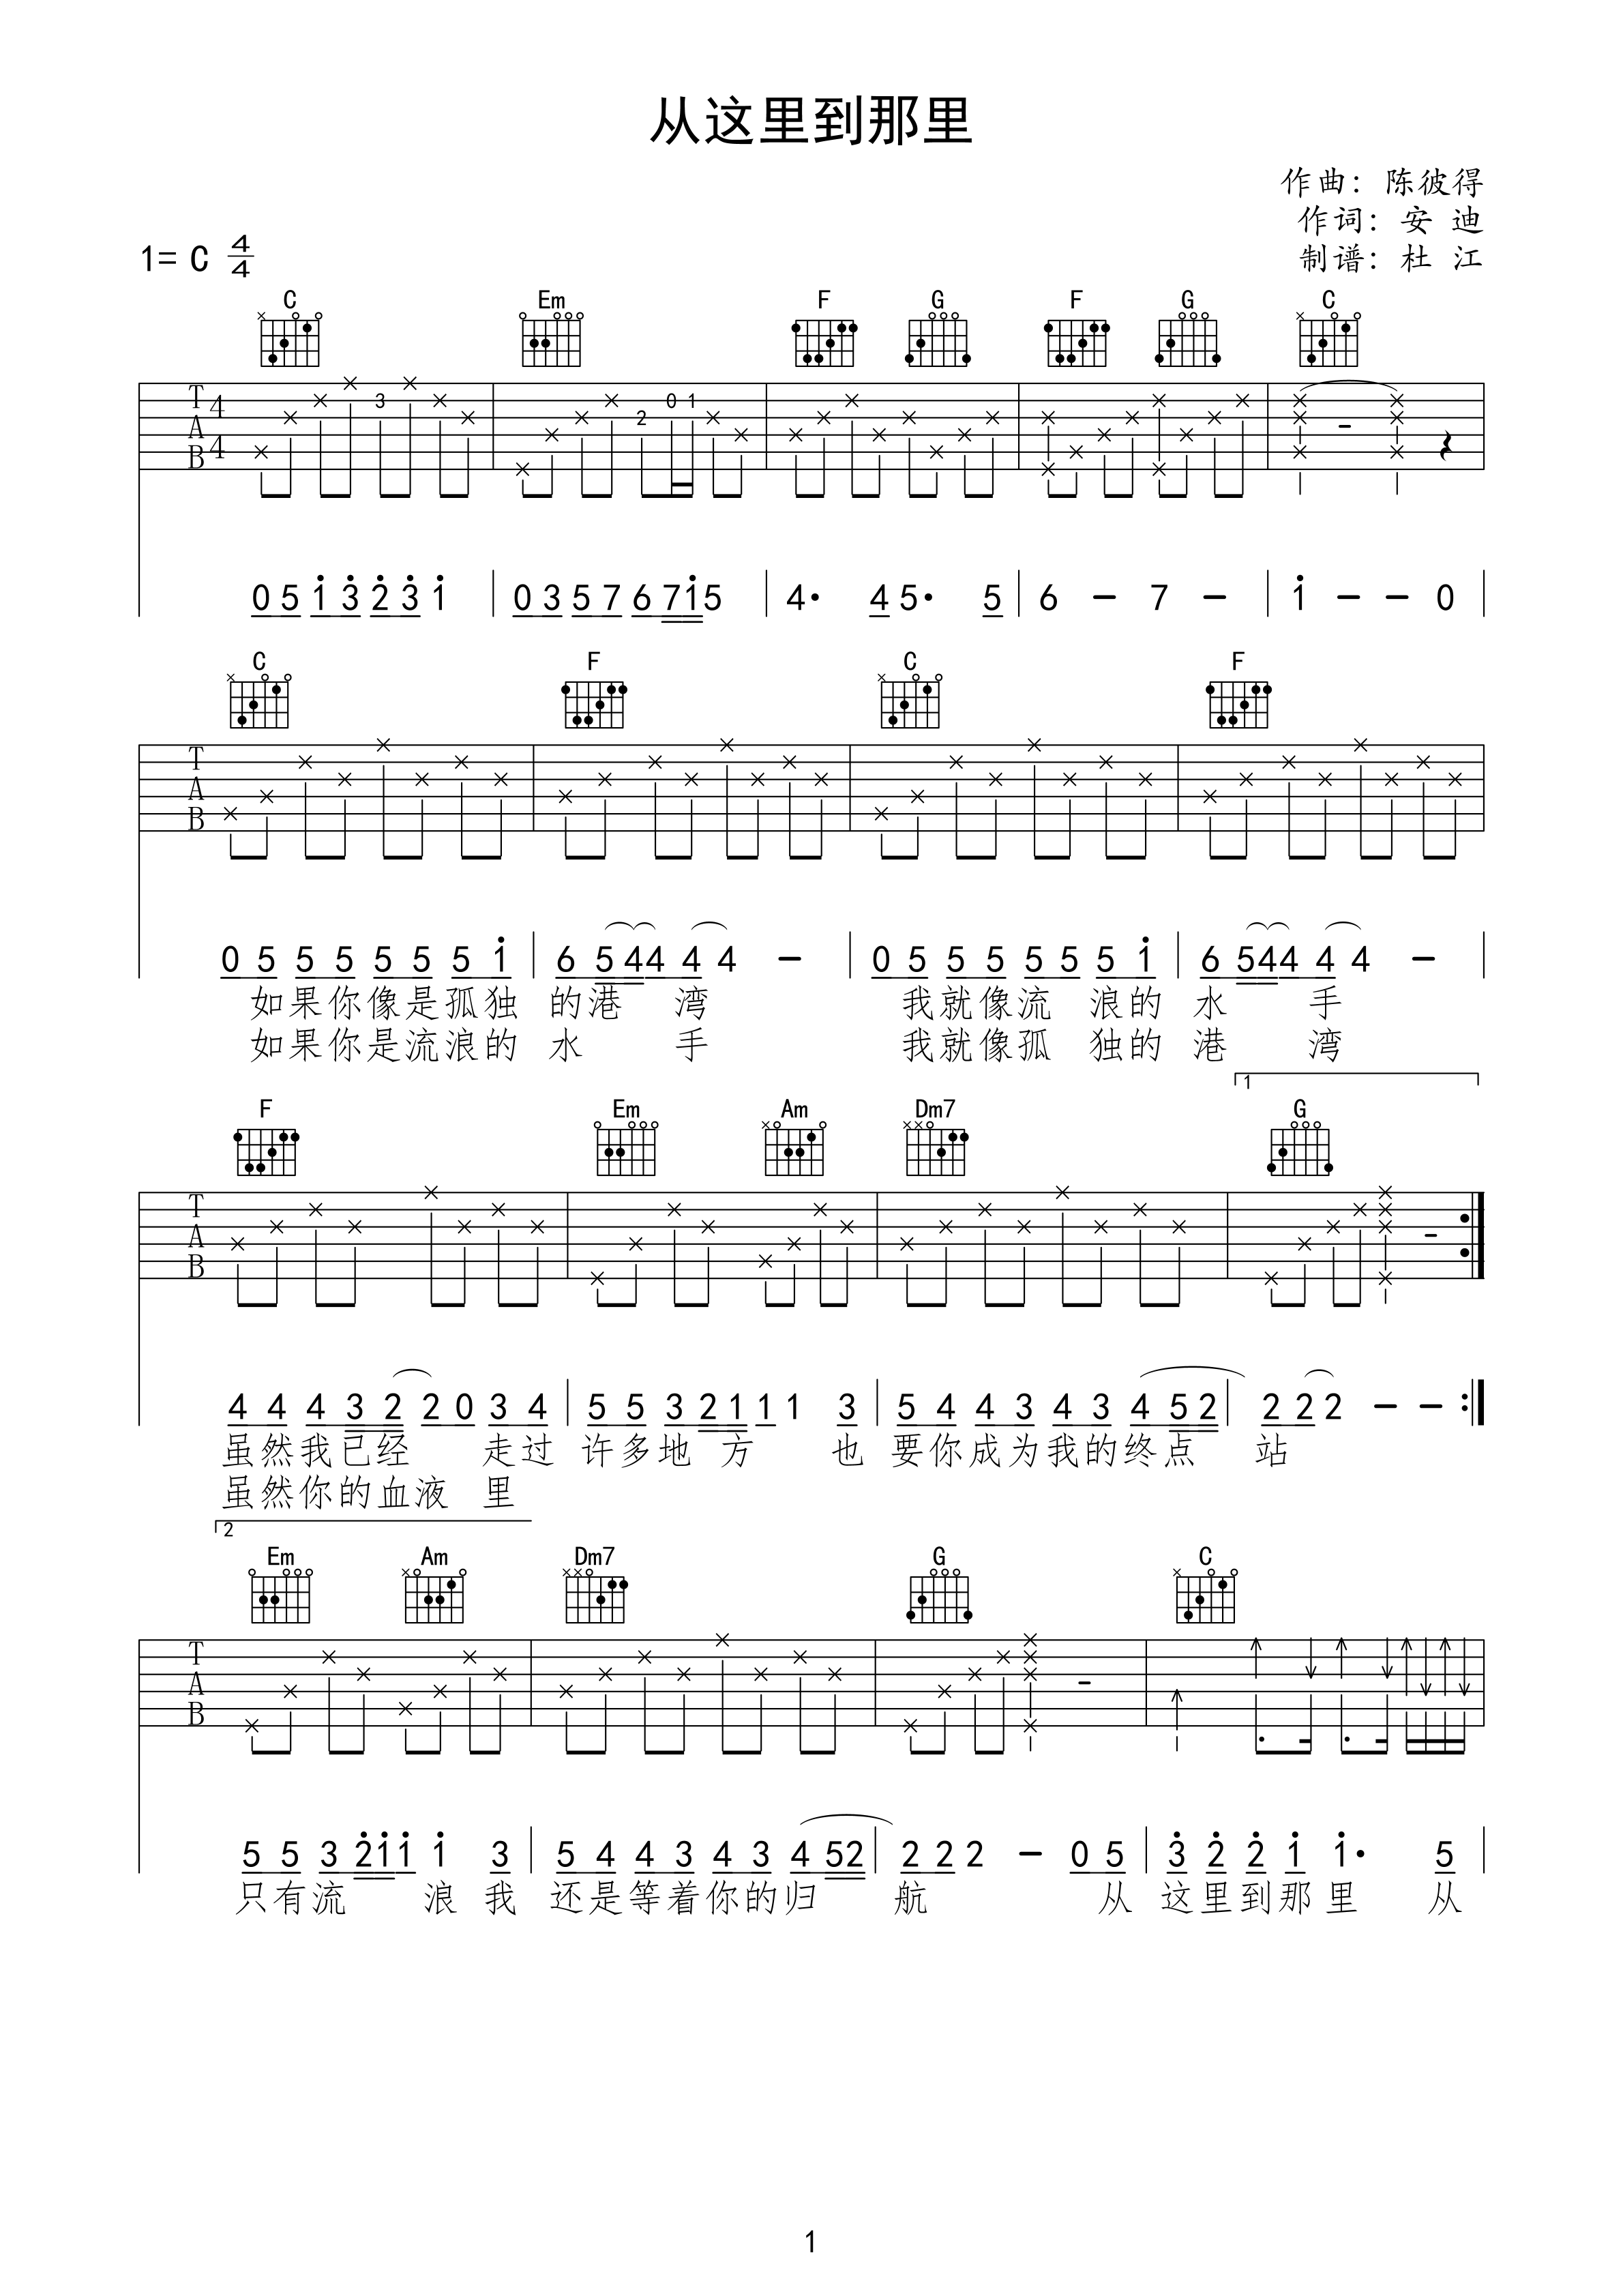 从这里到那里
作曲：陈彼得
作词：安 迪
1= C 4/4
制谱：杜 江
C Em F G F G C
T A B 4 4 3 2 0 1
0 5 1̇ 3̇ 2̇ 3̇ 1̇ | 0 3 5 7 6 7 1̇ 5 | 4· 4 5· 5 | 6 - 7 - | 1̇ - - 0 |
C F C F
T A B
0 5 5 5 5 5 5 1̇ | 6 5 4 4 4 4 - | 0 5 5 5 5 5 5 1̇ | 6 5 4 4 4 4 - |
如果你像是孤独 的港 湾 我就像流 浪的 水 手
如果你是流浪的 水 手 我就像孤 独的 港 湾
1
F Em Am Dm7 G
T A B
4 4 4 3 2 2 0 3 4 | 5 5 3 2 1 1 1 3 | 5 4 4 3 4 3 4 5 2 | 2 2 2 - - :|
虽然我已经 走过 许多地 方 也 要你成为我的终点 站
虽然你的血液 里
2
Em Am Dm7 G C
T A B
5 5 3 2̇ 1̇ 1̇ 1̇ 3 | 5 4 4 3 4 3 4 5 2 | 2 2 2 - 0 5 | 3̇ 2̇ 2̇ 1̇ 1̇· 5 |
只有流 浪 我 还是等着你的归 航 从 这里到那里 从
1